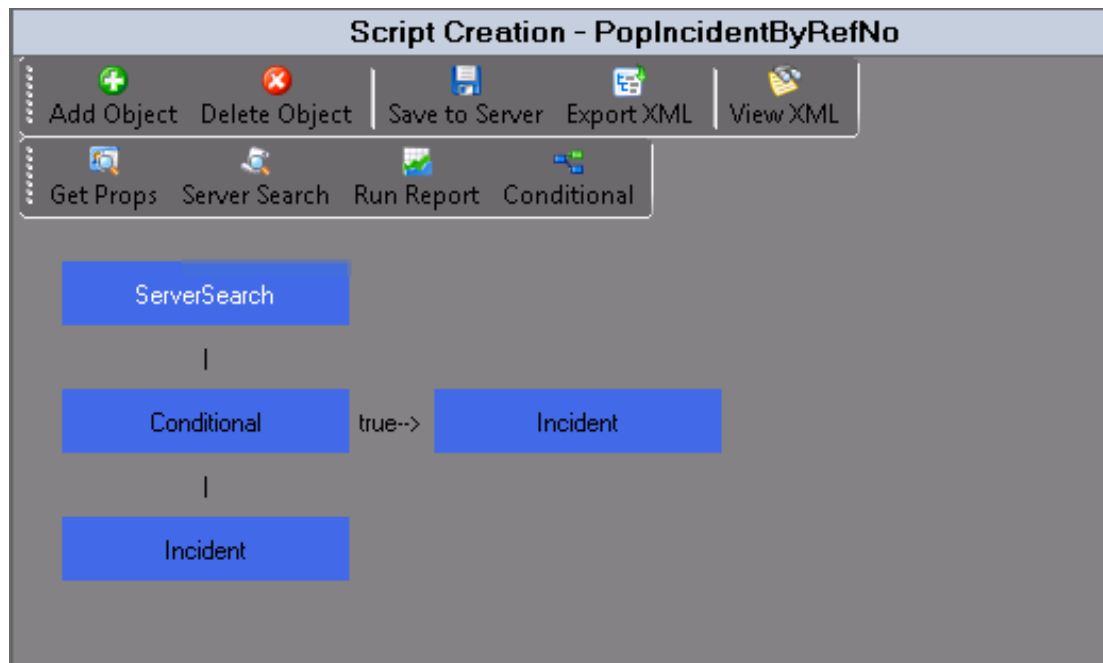 Script Creation - PopIncidentByRefNo
Add Object Delete Object Save to Server Export XML View XML
Get Props Server Search Run Report Conditional
ServerSearch
|
Conditional true--> Incident
|
Incident